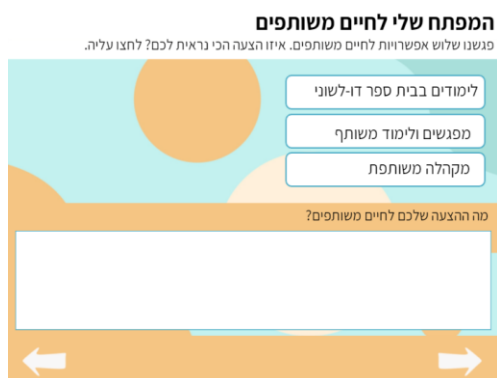 המפתח שלי לחיים משותפים
פגשנו שלוש אפשרויות לחיים משותפים. איזו הצעה הכי נראית לכם? לחצו עליה.
לימודים בבית ספר דו-לשוני
מפגשים ולימוד משותף
מקהלה משותפת
מה ההצעה שלכם לחיים משותפים?